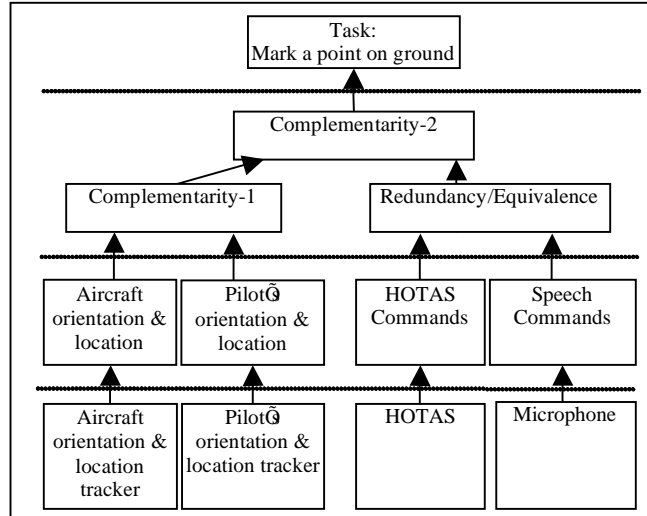 Task:
Mark a point on ground
Complementarity-2
Complementarity-1
Redundancy/Equivalence
Aircraft
orientation &
location
PilotÕs
orientation &
location
HOTAS
Commands
Speech
Commands
Aircraft
orientation &
location
tracker
PilotÕs
orientation &
location tracker
HOTAS
Microphone